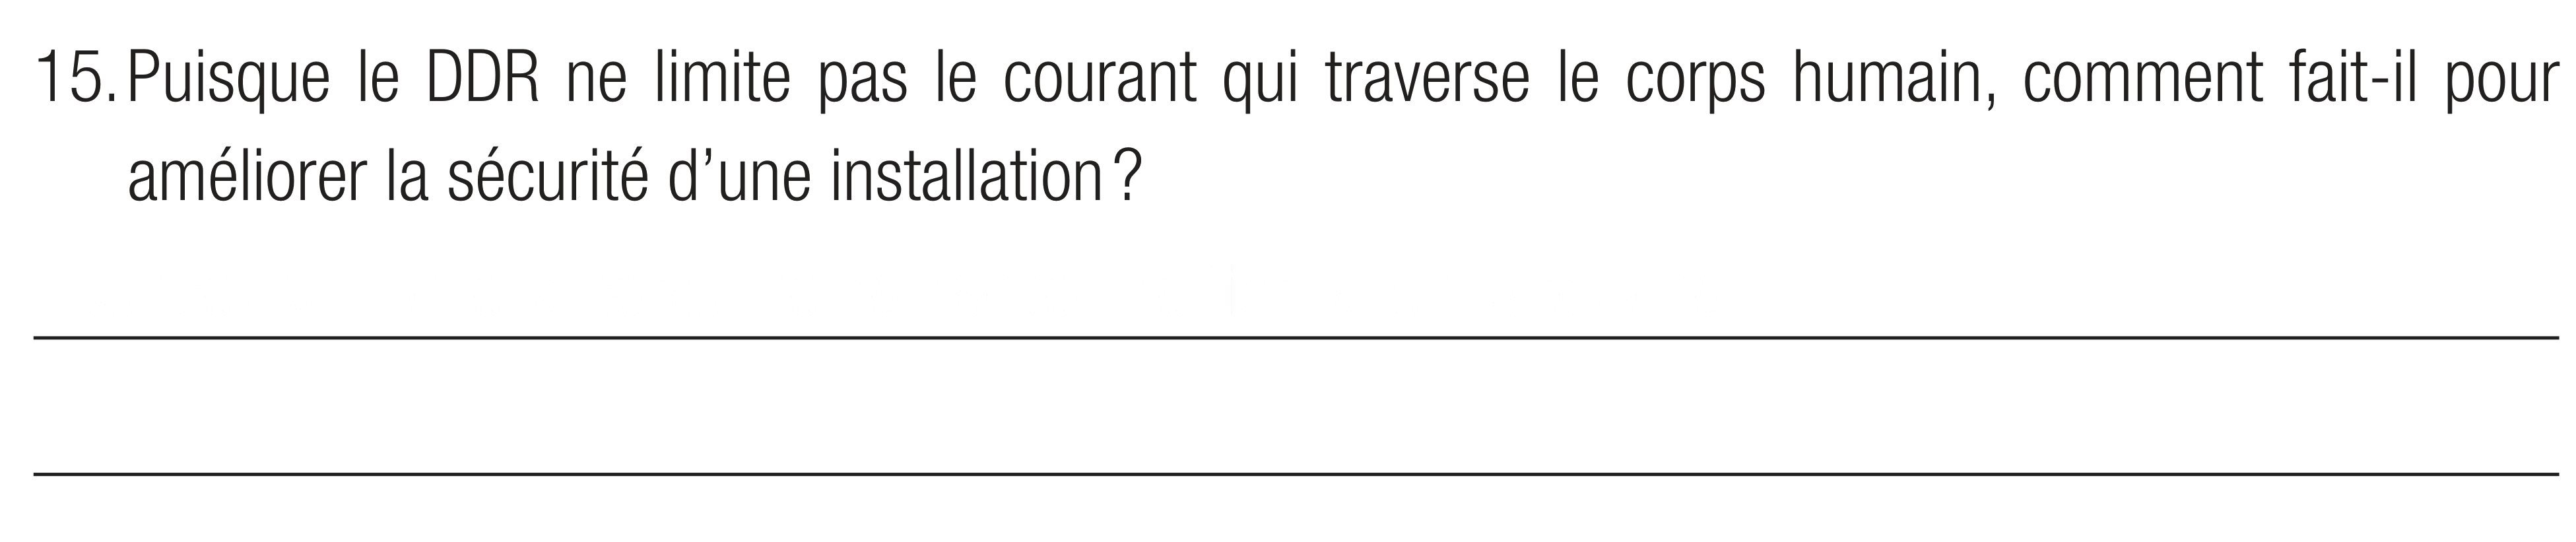 15. Puisque le DDR ne limite pas le courant qui traverse le corps humain, comment fait-il pour
améliorer la sécurité d’une installation ?